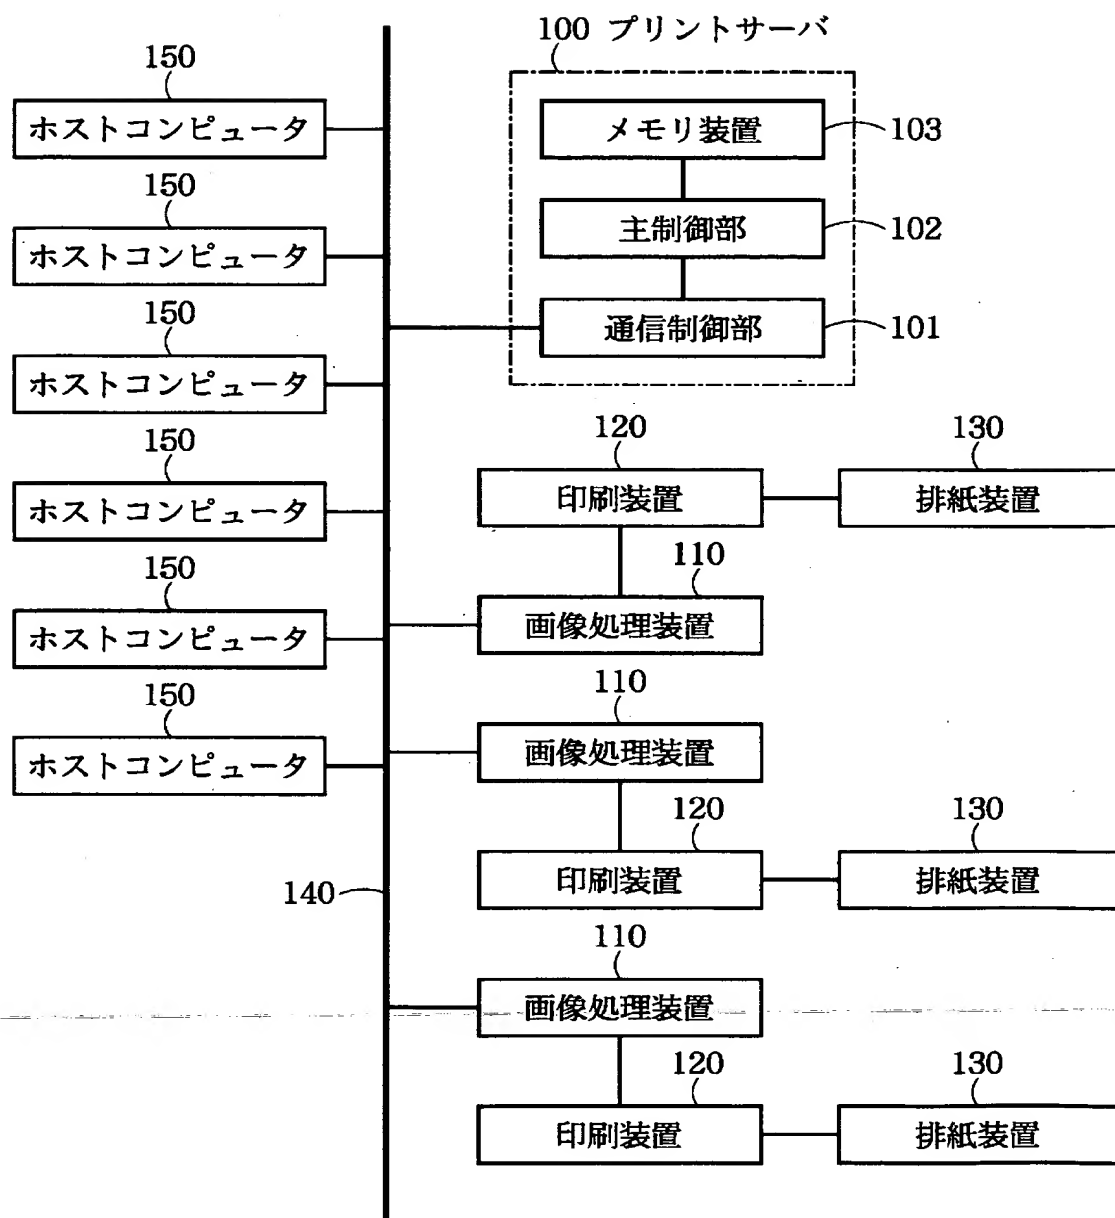 100 プリントサーバ
150
ホストコンピュータ
メモリ装置
103
150
ホストコンピュータ
主制御部
102
150
ホストコンピュータ
通信制御部
101
150
ホストコンピュータ
120
印刷装置
130
排紙装置
150
ホストコンピュータ
110
画像処理装置
150
ホストコンピュータ
110
画像処理装置
140
120
印刷装置
130
排紙装置
110
画像処理装置
120
印刷装置
130
排紙装置